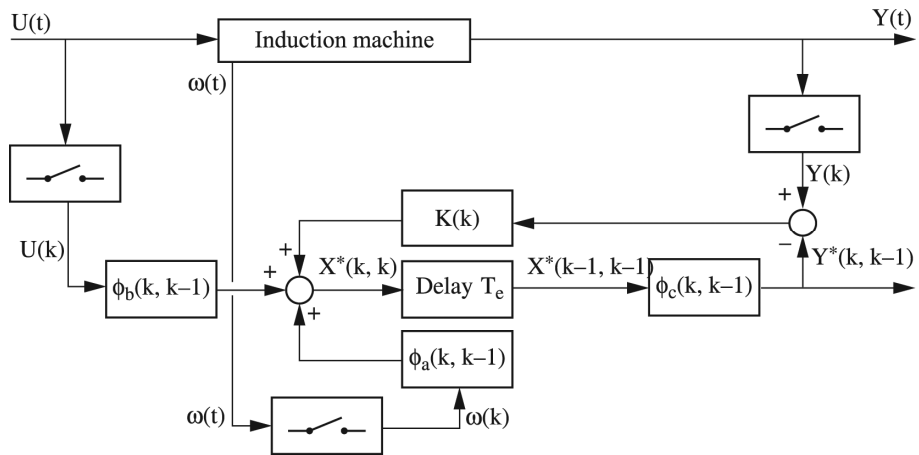 U(t)
Induction machine
Y(t)
ω(t)
Y(k)
+
K(k)
−
U(k)
+
+
X*(k, k)
X*(k–1, k–1)
Y*(k, k–1)
ϕb(k, k–1)
Delay Te
ϕc(k, k–1)
+
ϕa(k, k–1)
ω(t)
ω(k)